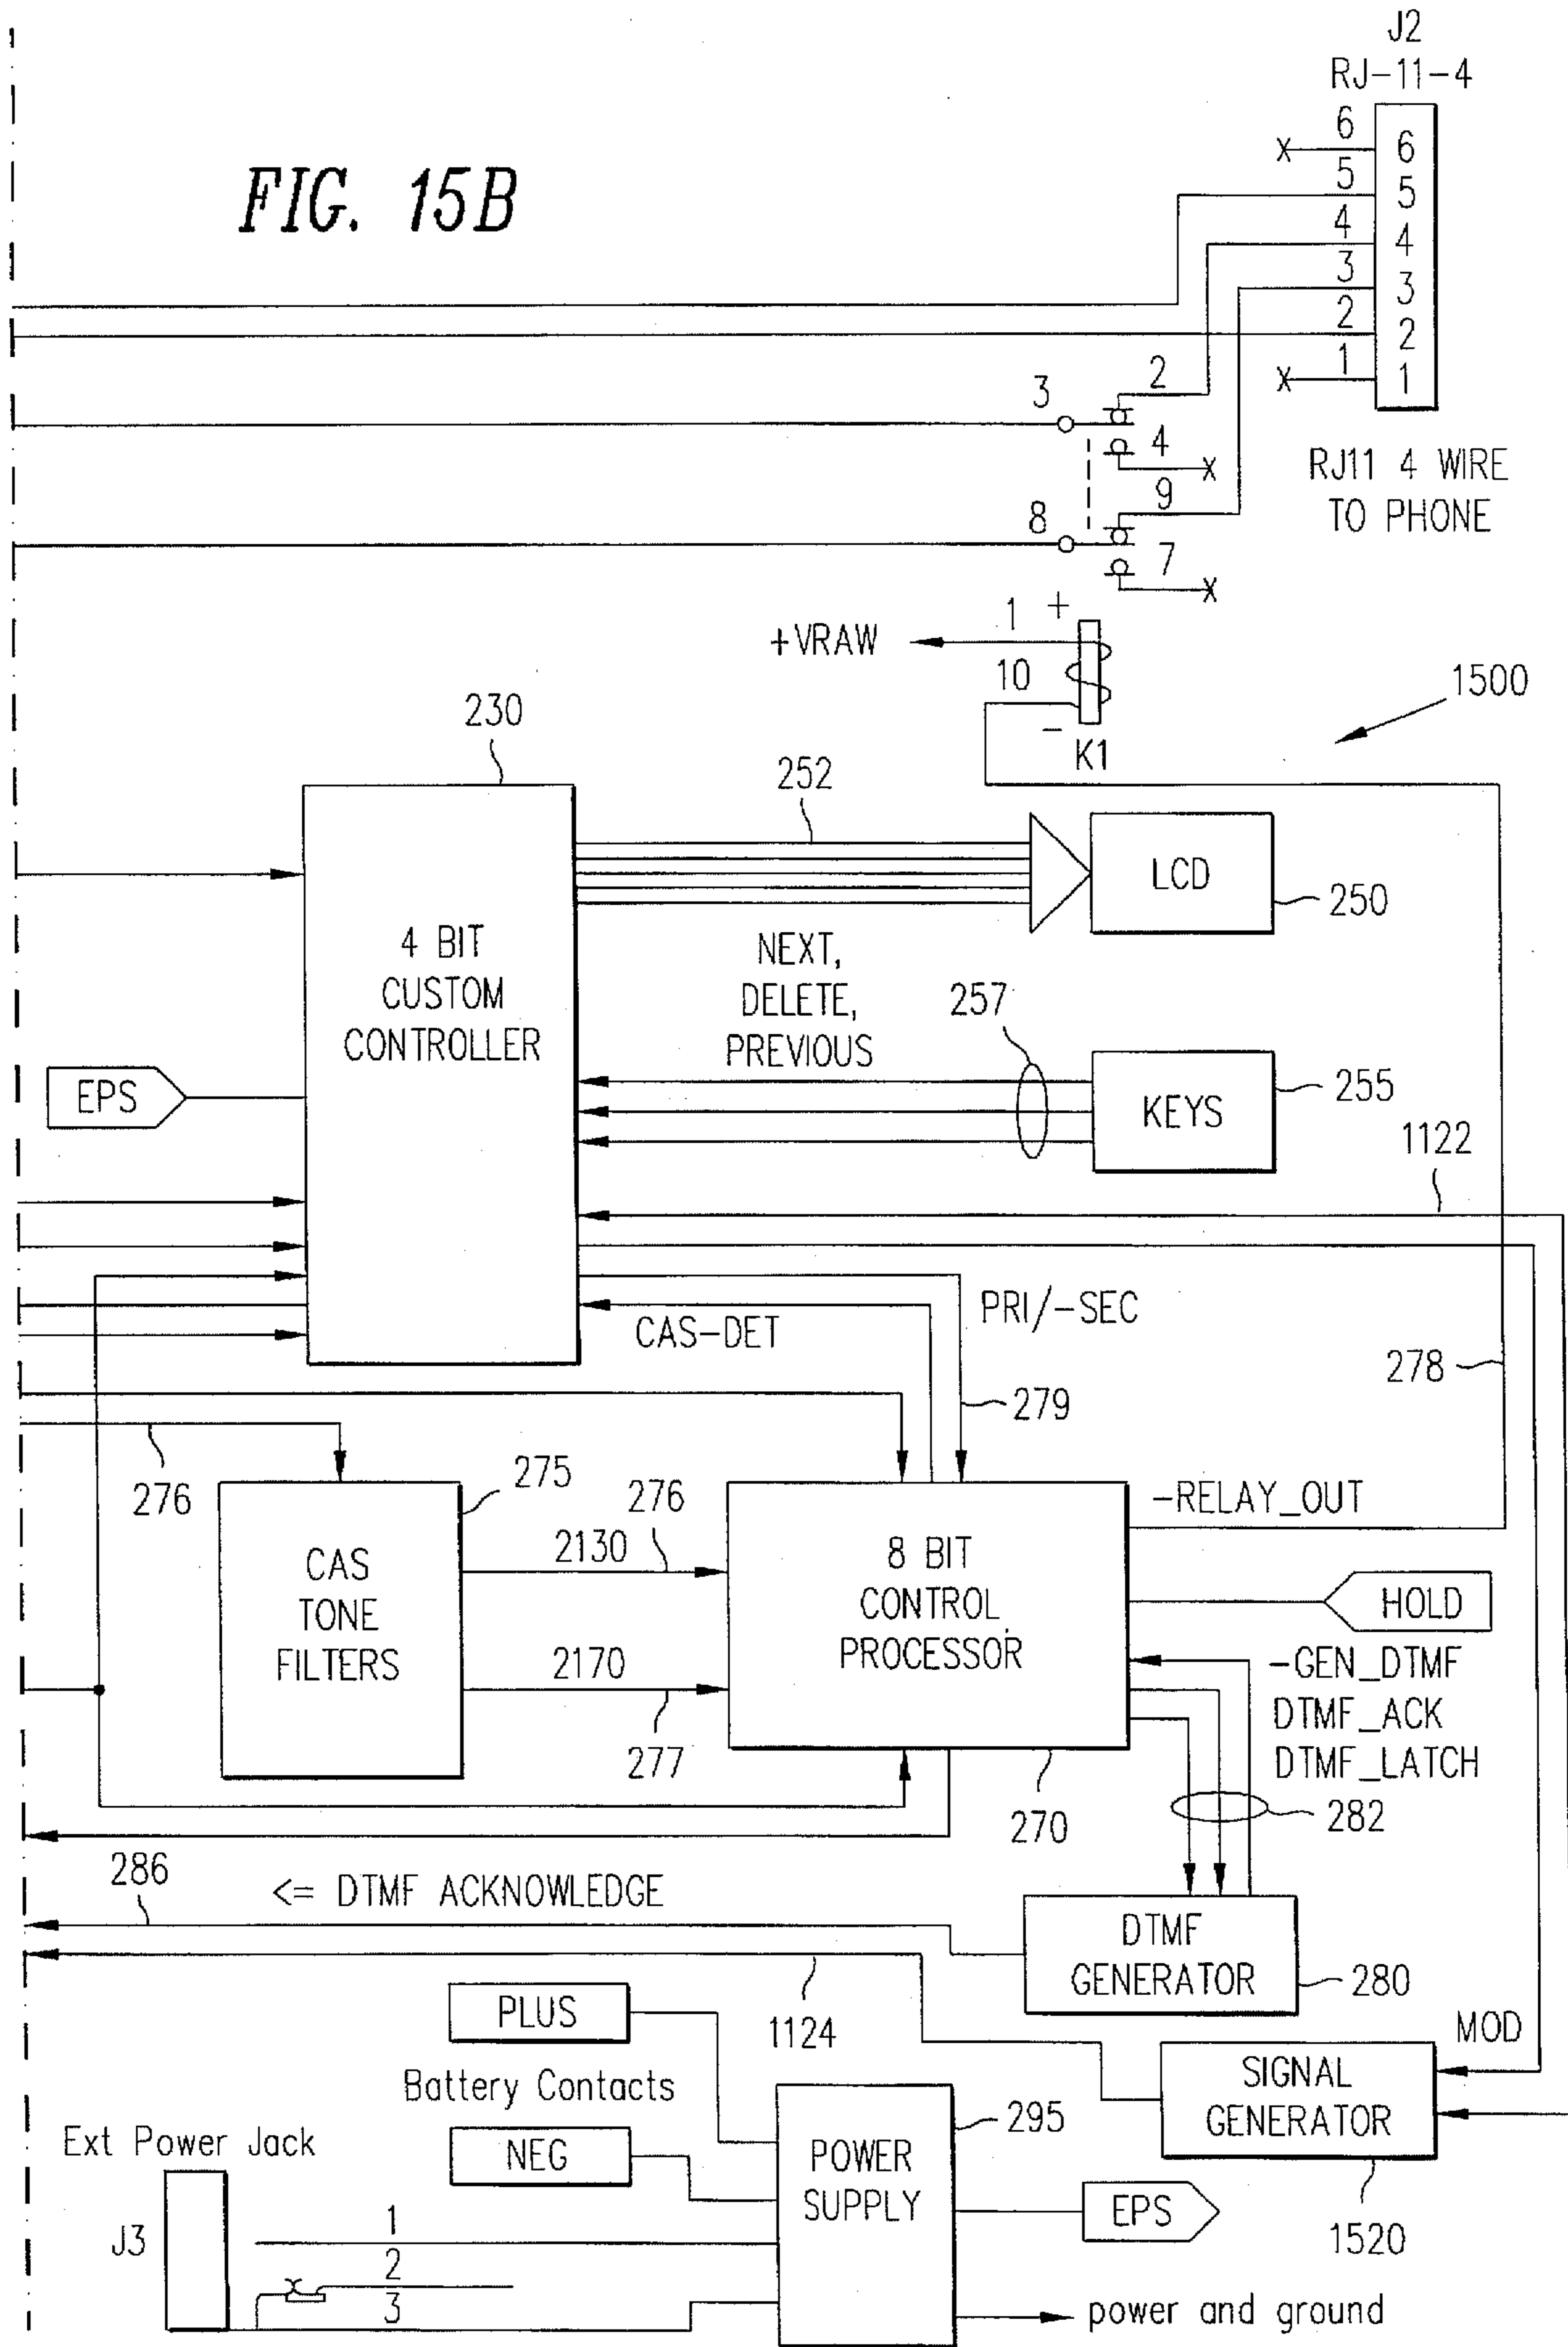 J2
RJ-11-4
FIG. 15B
6 6
5 5
4 4
3 3
2 2
1 1
3 2
4
9
8
7
RJ11 4 WIRE
TO PHONE
1 +
+VRAW
10
-
K1
1500
230
252
LCD
250
4 BIT
CUSTOM
CONTROLLER
NEXT,
DELETE,
PREVIOUS
257
EPS
KEYS
255
1122
PRI/-SEC
CAS-DET
278
279
276
275
276
-RELAY_OUT
CAS
TONE
FILTERS
2130
8 BIT
CONTROL
PROCESSOR
HOLD
2170
277
-GEN_DTMF
DTMF_ACK
DTMF_LATCH
270
282
286
<= DTMF ACKNOWLEDGE
DTMF
GENERATOR
280
PLUS
1124
MOD
Battery Contacts
SIGNAL
GENERATOR
295
Ext Power Jack
NEG
POWER
SUPPLY
EPS
1520
J3
1
2
3
power and ground